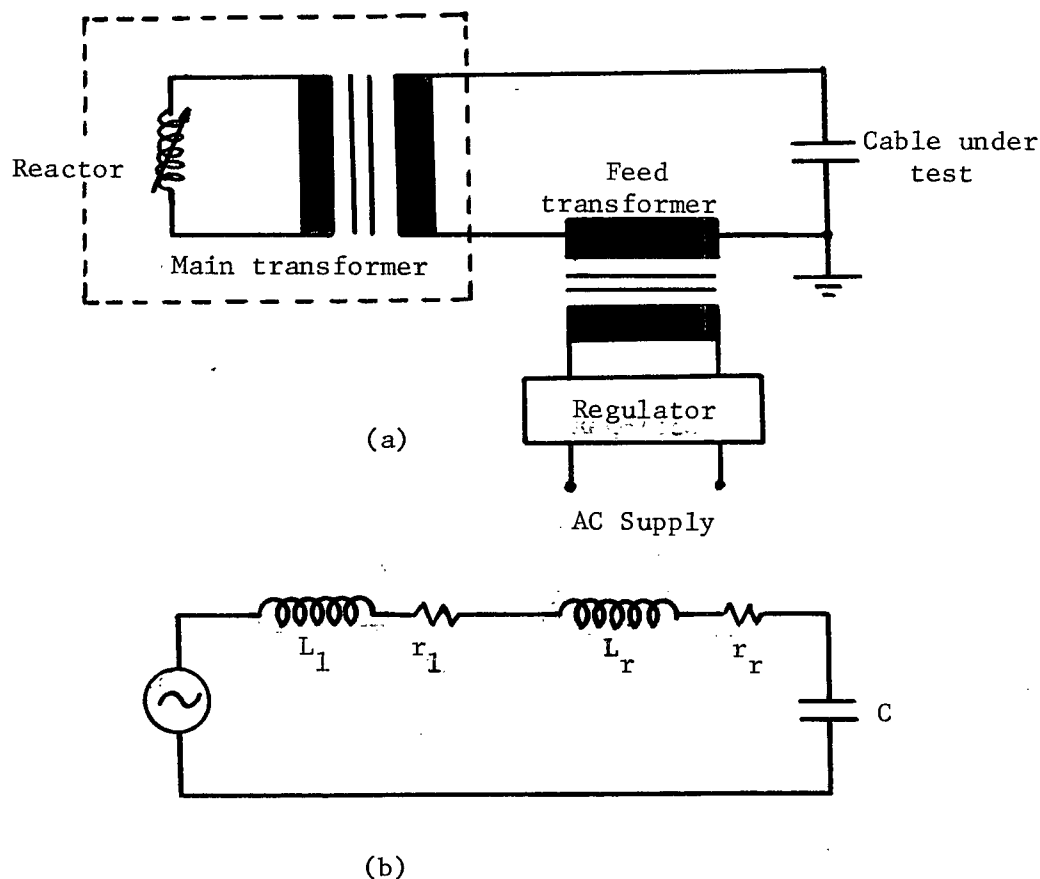 Reactor
Main transformer
Feed
transformer
Cable under
test
Regulator
(a)
AC Supply
L1
r1
Lr
rr
C
(b)